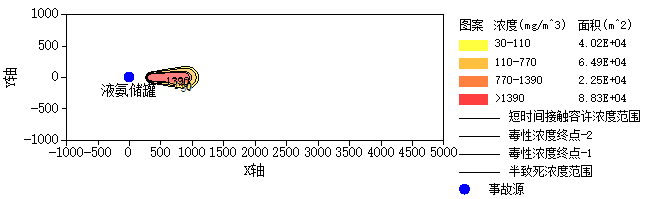 1000
500
0
-500
-1000
Y轴
液氨储罐
1390
-1000 -500 0 500 1000 1500 2000 2500 3000 3500 4000 4500 5000
X轴
图案 浓度(mg/m^3) 面积(m^2)
30-110 4.02E+04
110-770 6.49E+04
770-1390 2.25E+04
>1390 8.83E+04
短时间接触容许浓度范围
毒性浓度终点-2
毒性浓度终点-1
半致死浓度范围
事故源